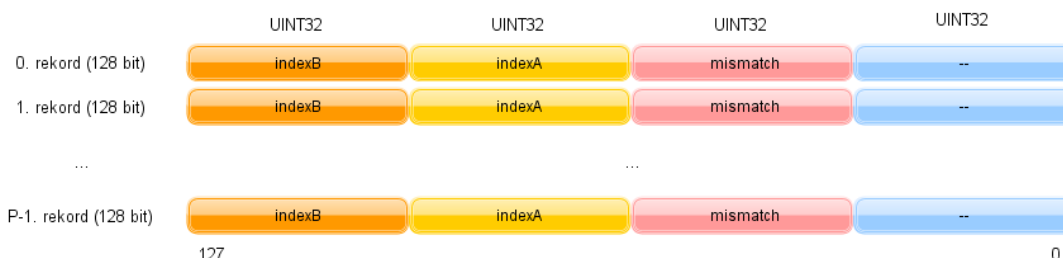 UINT32 UINT32 UINT32 UINT32
0. rekord (128 bit) indexB indexA mismatch --
1. rekord (128 bit) indexB indexA mismatch --
... ...
P-1. rekord (128 bit) indexB indexA mismatch --
127 0